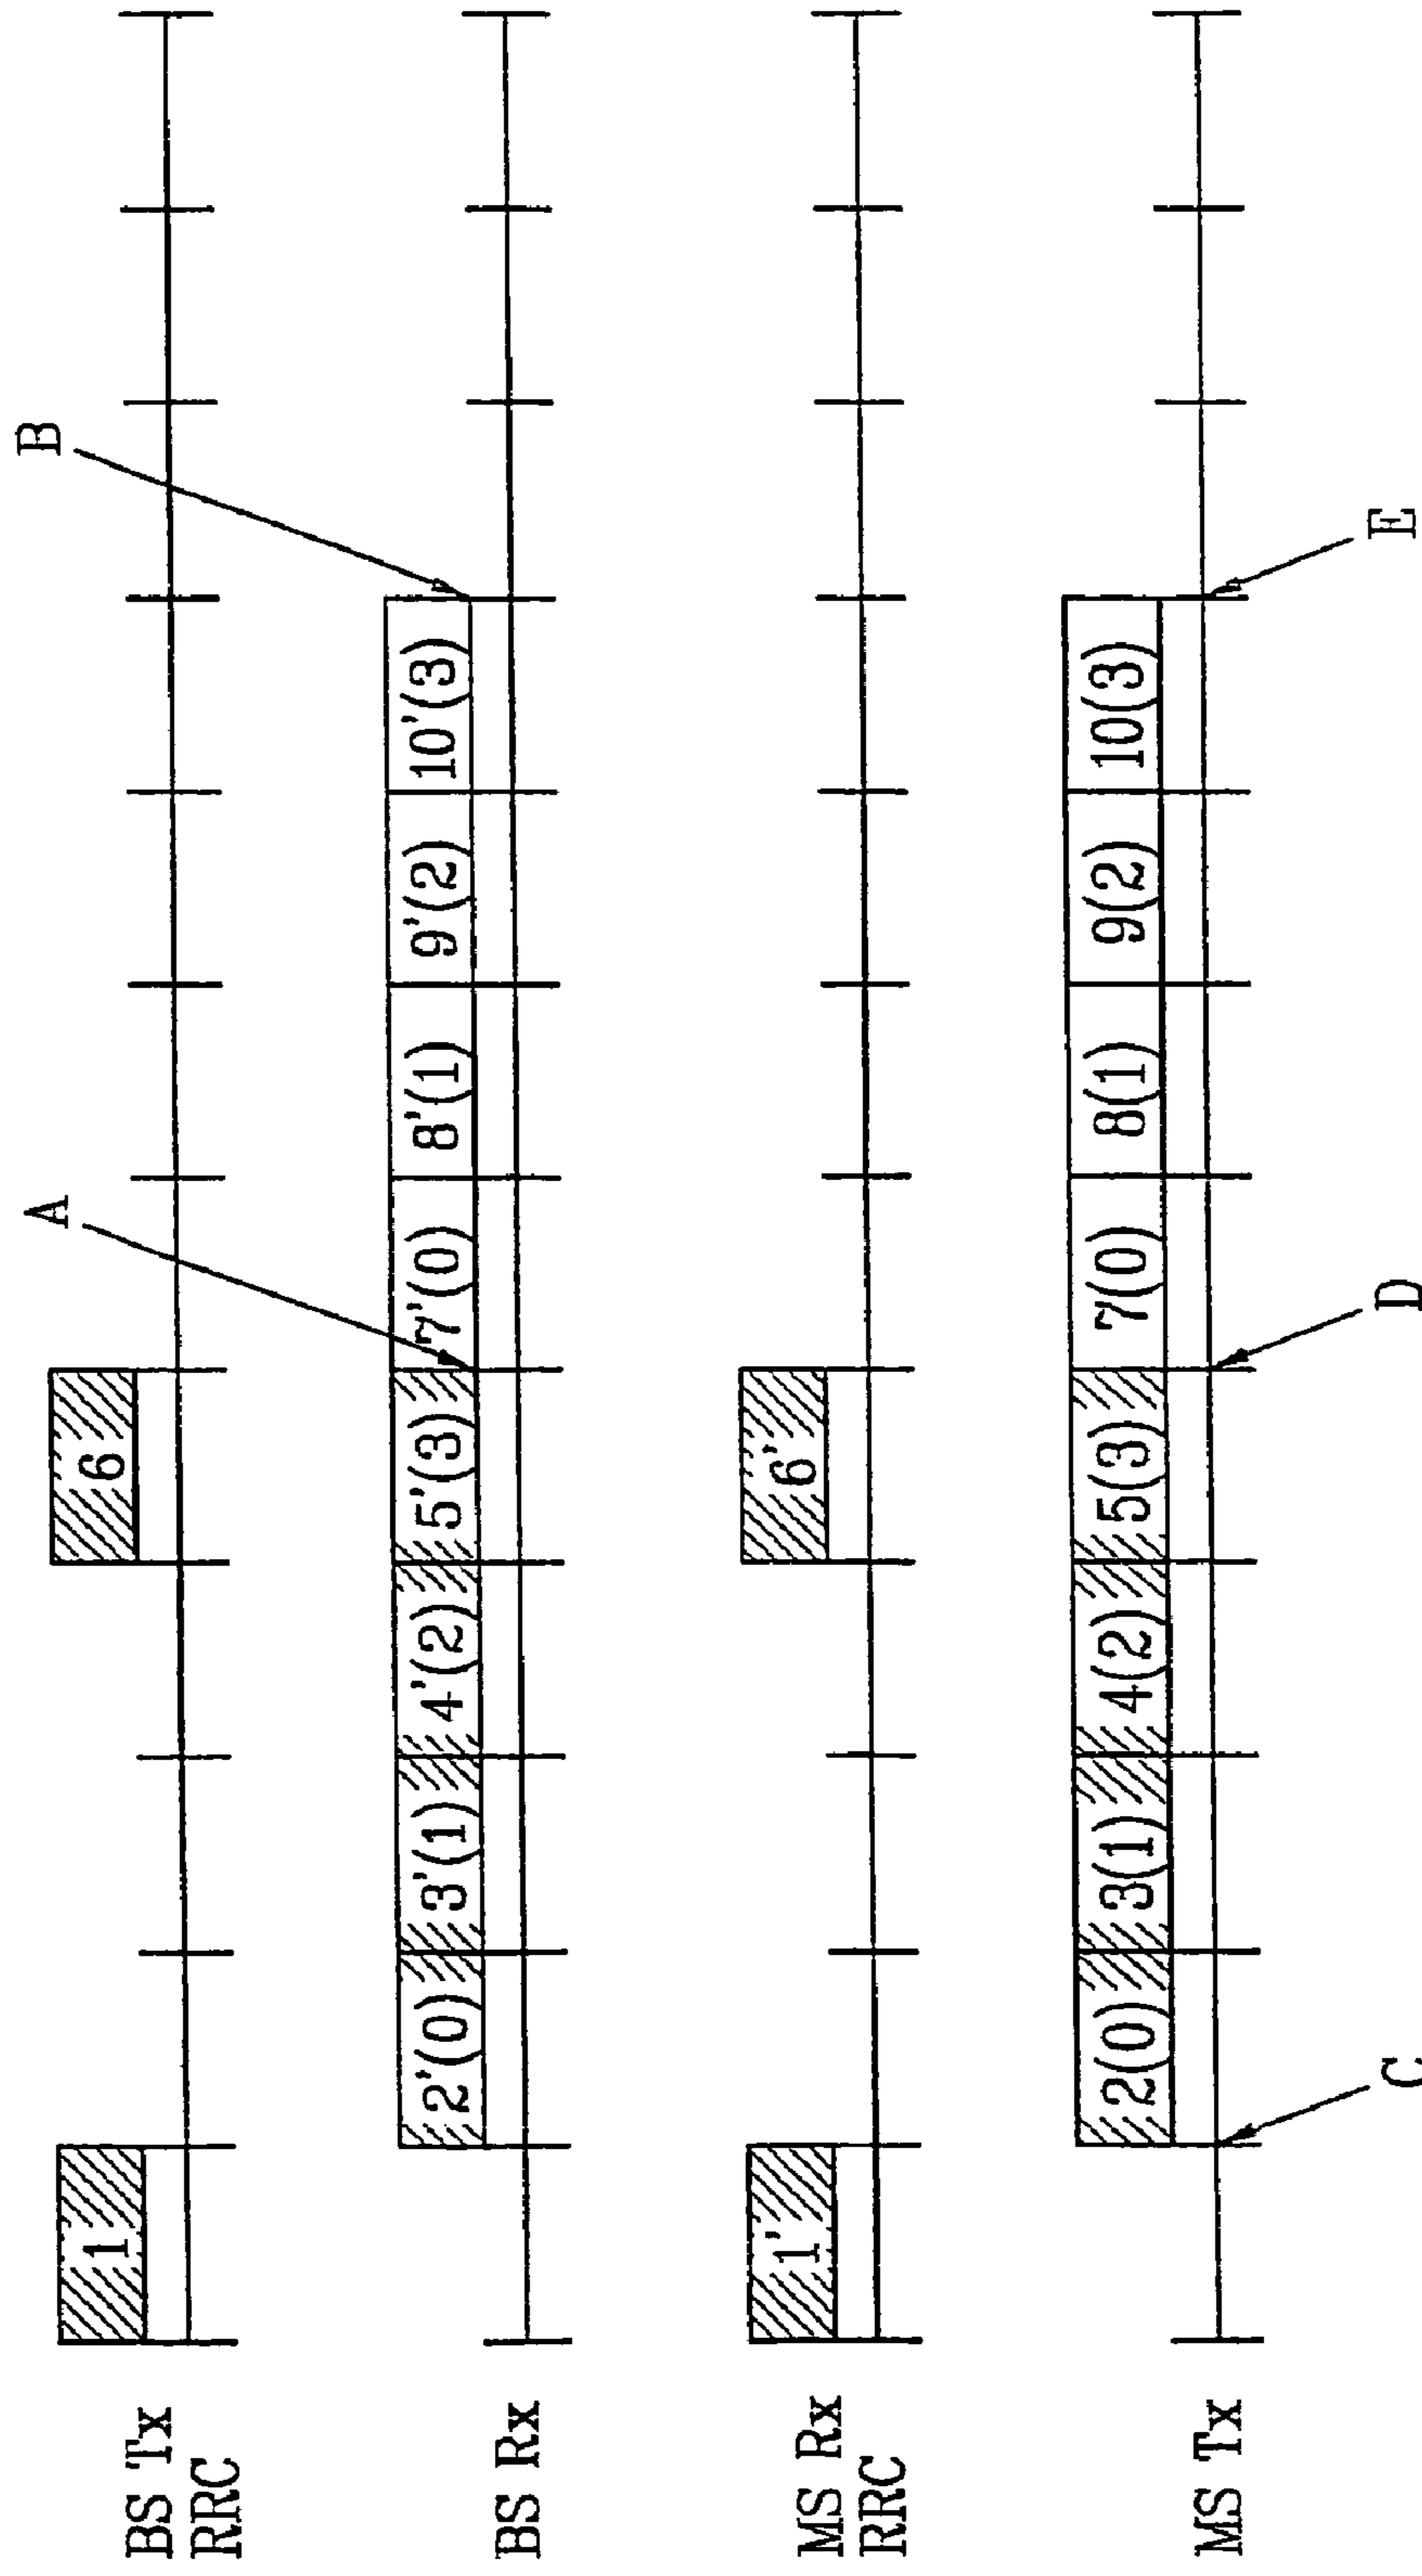 BS Tx
RRC
1
6
B
A
BS Rx
2'(0)
3'(1)
4'(2)
5'(3)
7'(0)
8'(1)
9'(2)
10'(3)
MS Rx
RRC
1'
6'
MS Tx
2(0)
3(1)
4(2)
5(3)
7(0)
8(1)
9(2)
10(3)
C
D
E